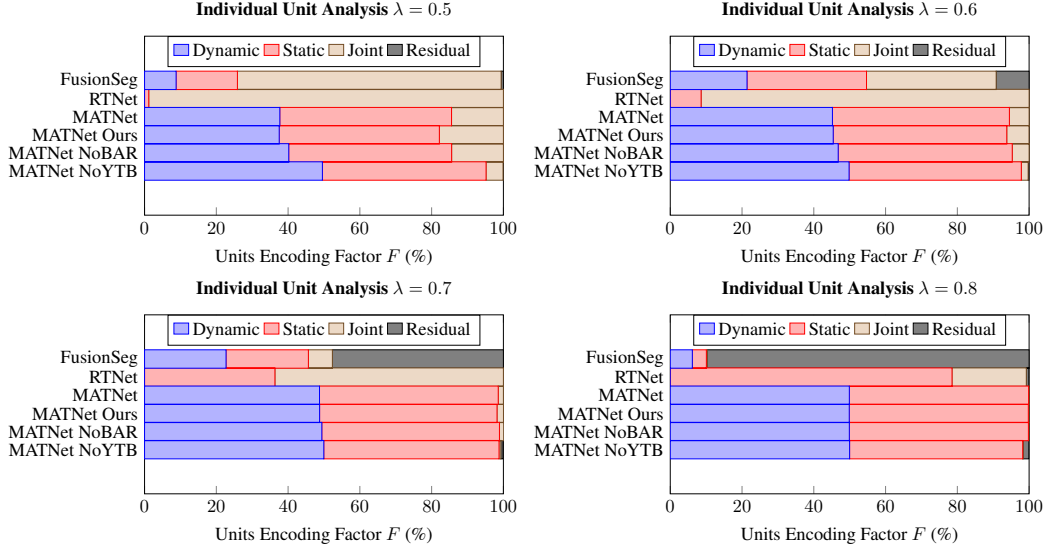 Individual Unit Analysis λ = 0.5
Dynamic Static Joint Residual
FusionSeg
RTNet
MATNet
MATNet Ours
MATNet NoBAR
MATNet NoYTB
0 20 40 60 80 100
Units Encoding Factor F (%)
Individual Unit Analysis λ = 0.6
Dynamic Static Joint Residual
FusionSeg
RTNet
MATNet
MATNet Ours
MATNet NoBAR
MATNet NoYTB
0 20 40 60 80 100
Units Encoding Factor F (%)
Individual Unit Analysis λ = 0.7
Dynamic Static Joint Residual
FusionSeg
RTNet
MATNet
MATNet Ours
MATNet NoBAR
MATNet NoYTB
0 20 40 60 80 100
Units Encoding Factor F (%)
Individual Unit Analysis λ = 0.8
Dynamic Static Joint Residual
FusionSeg
RTNet
MATNet
MATNet Ours
MATNet NoBAR
MATNet NoYTB
0 20 40 60 80 100
Units Encoding Factor F (%)